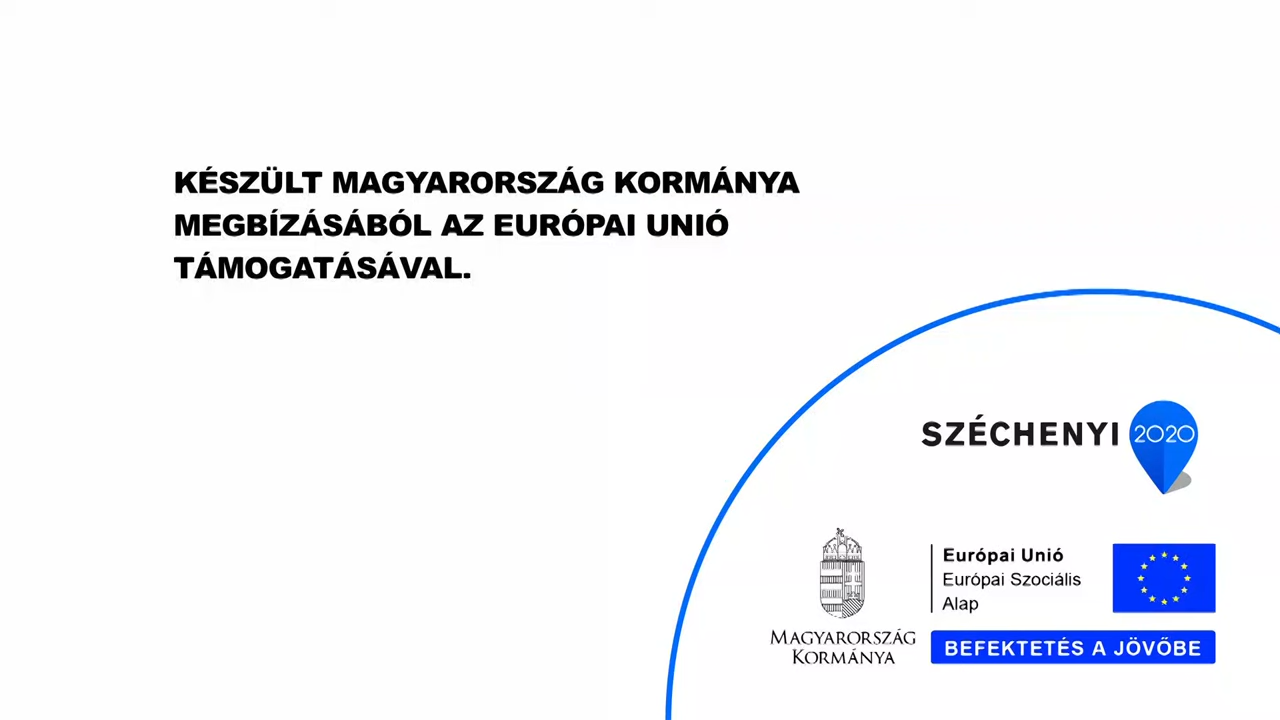 KÉSZÜLT MAGYARORSZÁG KORMÁNYA
MEGBÍZÁSÁBÓL AZ EURÓPAI UNIÓ
TÁMOGATÁSÁVAL.
SZÉCHENYI 2020
MAGYARORSZÁG
KORMÁNYA
Európai Unió
Európai Szociális
Alap
BEFEKTETÉS A JÖVŐBE